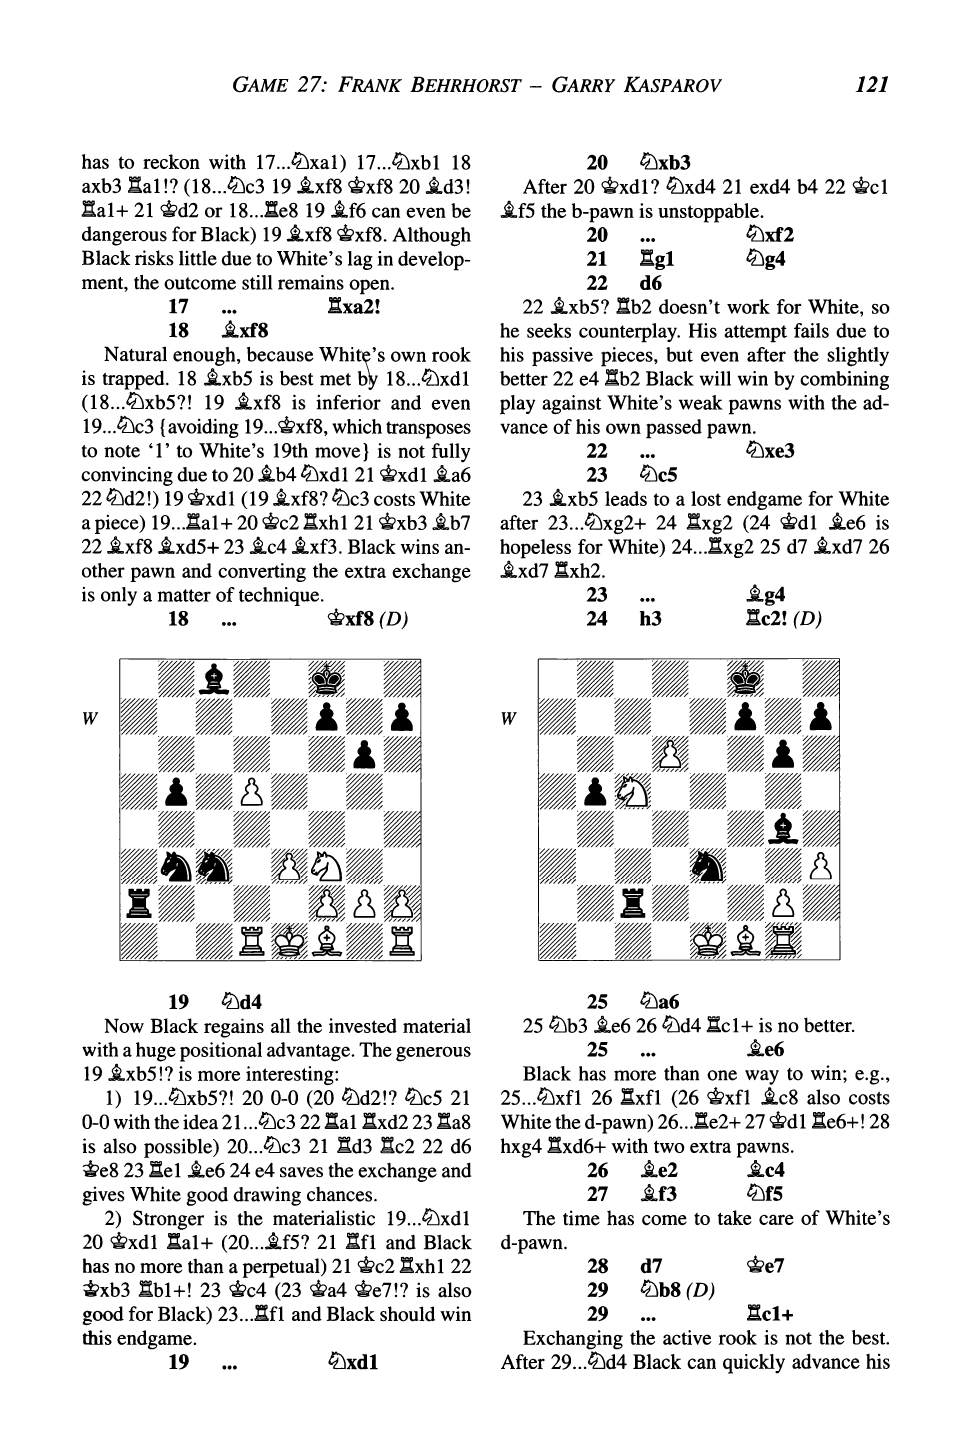 GAME 27: FRANK BEHRHORST – GARRY KASPAROV 121
has to reckon with 17...♘xa1) 17...♘xb1 18
axb3 ♖a1!? (18...♘c3 19 ♗xf8 ♔xf8 20 ♗d3!
♖a1+ 21 ♔d2 or 18...♖e8 19 ♗f6 can even be
dangerous for Black) 19 ♗xf8 ♔xf8. Although
Black risks little due to White's lag in develop-
ment, the outcome still remains open.
17 ... ♖xa2!
18 ♗xf8
Natural enough, because White's own rook
is trapped. 18 ♗xb5 is best met by 18...♘xd1
(18...♘xb5?! 19 ♗xf8 is inferior and even
19...♘c3 {avoiding 19...♔xf8, which transposes
to note '1' to White's 19th move} is not fully
convincing due to 20 ♗b4 ♘xd1 21 ♔xd1 ♗a6
22 ♘d2!) 19 ♔xd1 (19 ♗xf8? ♘c3 costs White
a piece) 19...♖a1+ 20 ♔c2 ♖xh1 21 ♔xb3 ♗b7
22 ♗xf8 ♗xd5+ 23 ♗c4 ♗xf3. Black wins an-
other pawn and converting the extra exchange
is only a matter of technique.
18 ... ♔xf8 (D)
W
19 ♘d4
Now Black regains all the invested material
with a huge positional advantage. The generous
19 ♗xb5!? is more interesting:
1) 19...♘xb5?! 20 0-0 (20 ♘d2!? ♘c5 21
0-0 with the idea 21...♘c3 22 ♖a1 ♖xd2 23 ♖a8
is also possible) 20...♘c3 21 ♖d3 ♖c2 22 d6
♔e8 23 ♖e1 ♗e6 24 e4 saves the exchange and
gives White good drawing chances.
2) Stronger is the materialistic 19...♘xd1
20 ♔xd1 ♖a1+ (20...♗f5? 21 ♖f1 and Black
has no more than a perpetual) 21 ♔c2 ♖xh1 22
♔xb3 ♖b1+! 23 ♔c4 (23 ♔a4 ♔e7!? is also
good for Black) 23...♖f1 and Black should win
this endgame.
19 ... ♘xd1
20 ♘xb3
After 20 ♔xd1? ♘xd4 21 exd4 b4 22 ♔c1
♗f5 the b-pawn is unstoppable.
20 ... ♘xf2
21 ♖g1 ♘g4
22 d6
22 ♗xb5? ♖b2 doesn't work for White, so
he seeks counterplay. His attempt fails due to
his passive pieces, but even after the slightly
better 22 e4 ♖b2 Black will win by combining
play against White's weak pawns with the ad-
vance of his own passed pawn.
22 ... ♘xe3
23 ♘c5
23 ♗xb5 leads to a lost endgame for White
after 23...♘xg2+ 24 ♖xg2 (24 ♔d1 ♗e6 is
hopeless for White) 24...♖xg2 25 d7 ♗xd7 26
♗xd7 ♖xh2.
23 ... ♗g4
24 h3 ♖c2! (D)
W
25 ♘a6
25 ♘b3 ♗e6 26 ♘d4 ♖c1+ is no better.
25 ... ♗e6
Black has more than one way to win; e.g.,
25...♘xf1 26 ♖xf1 (26 ♔xf1 ♗c8 also costs
White the d-pawn) 26...♖e2+ 27 ♔d1 ♖e6+! 28
hxg4 ♖xd6+ with two extra pawns.
26 ♗e2 ♗c4
27 ♗f3 ♘f5
The time has come to take care of White's
d-pawn.
28 d7 ♔e7
29 ♘b8 (D)
29 ... ♖c1+
Exchanging the active rook is not the best.
After 29...♘d4 Black can quickly advance his